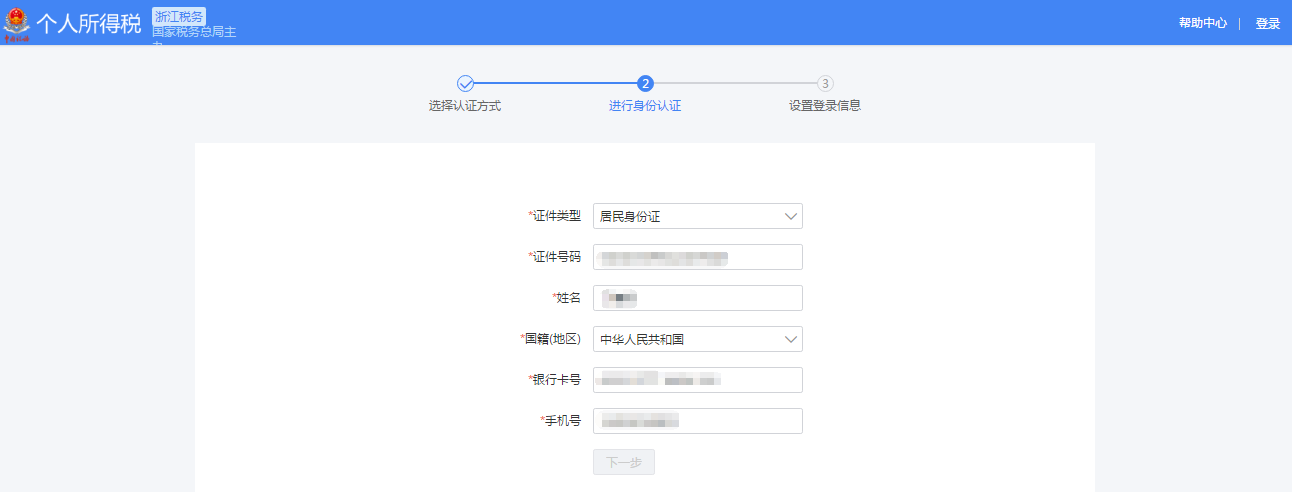 个人所得税
浙江税务
国家税务总局主
帮助中心 | 登录
2
3
选择认证方式
进行身份认证
设置登录信息
*证件类型 居民身份证
*证件号码
*姓名
*国籍(地区) 中华人民共和国
*银行卡号
*手机号
下一步